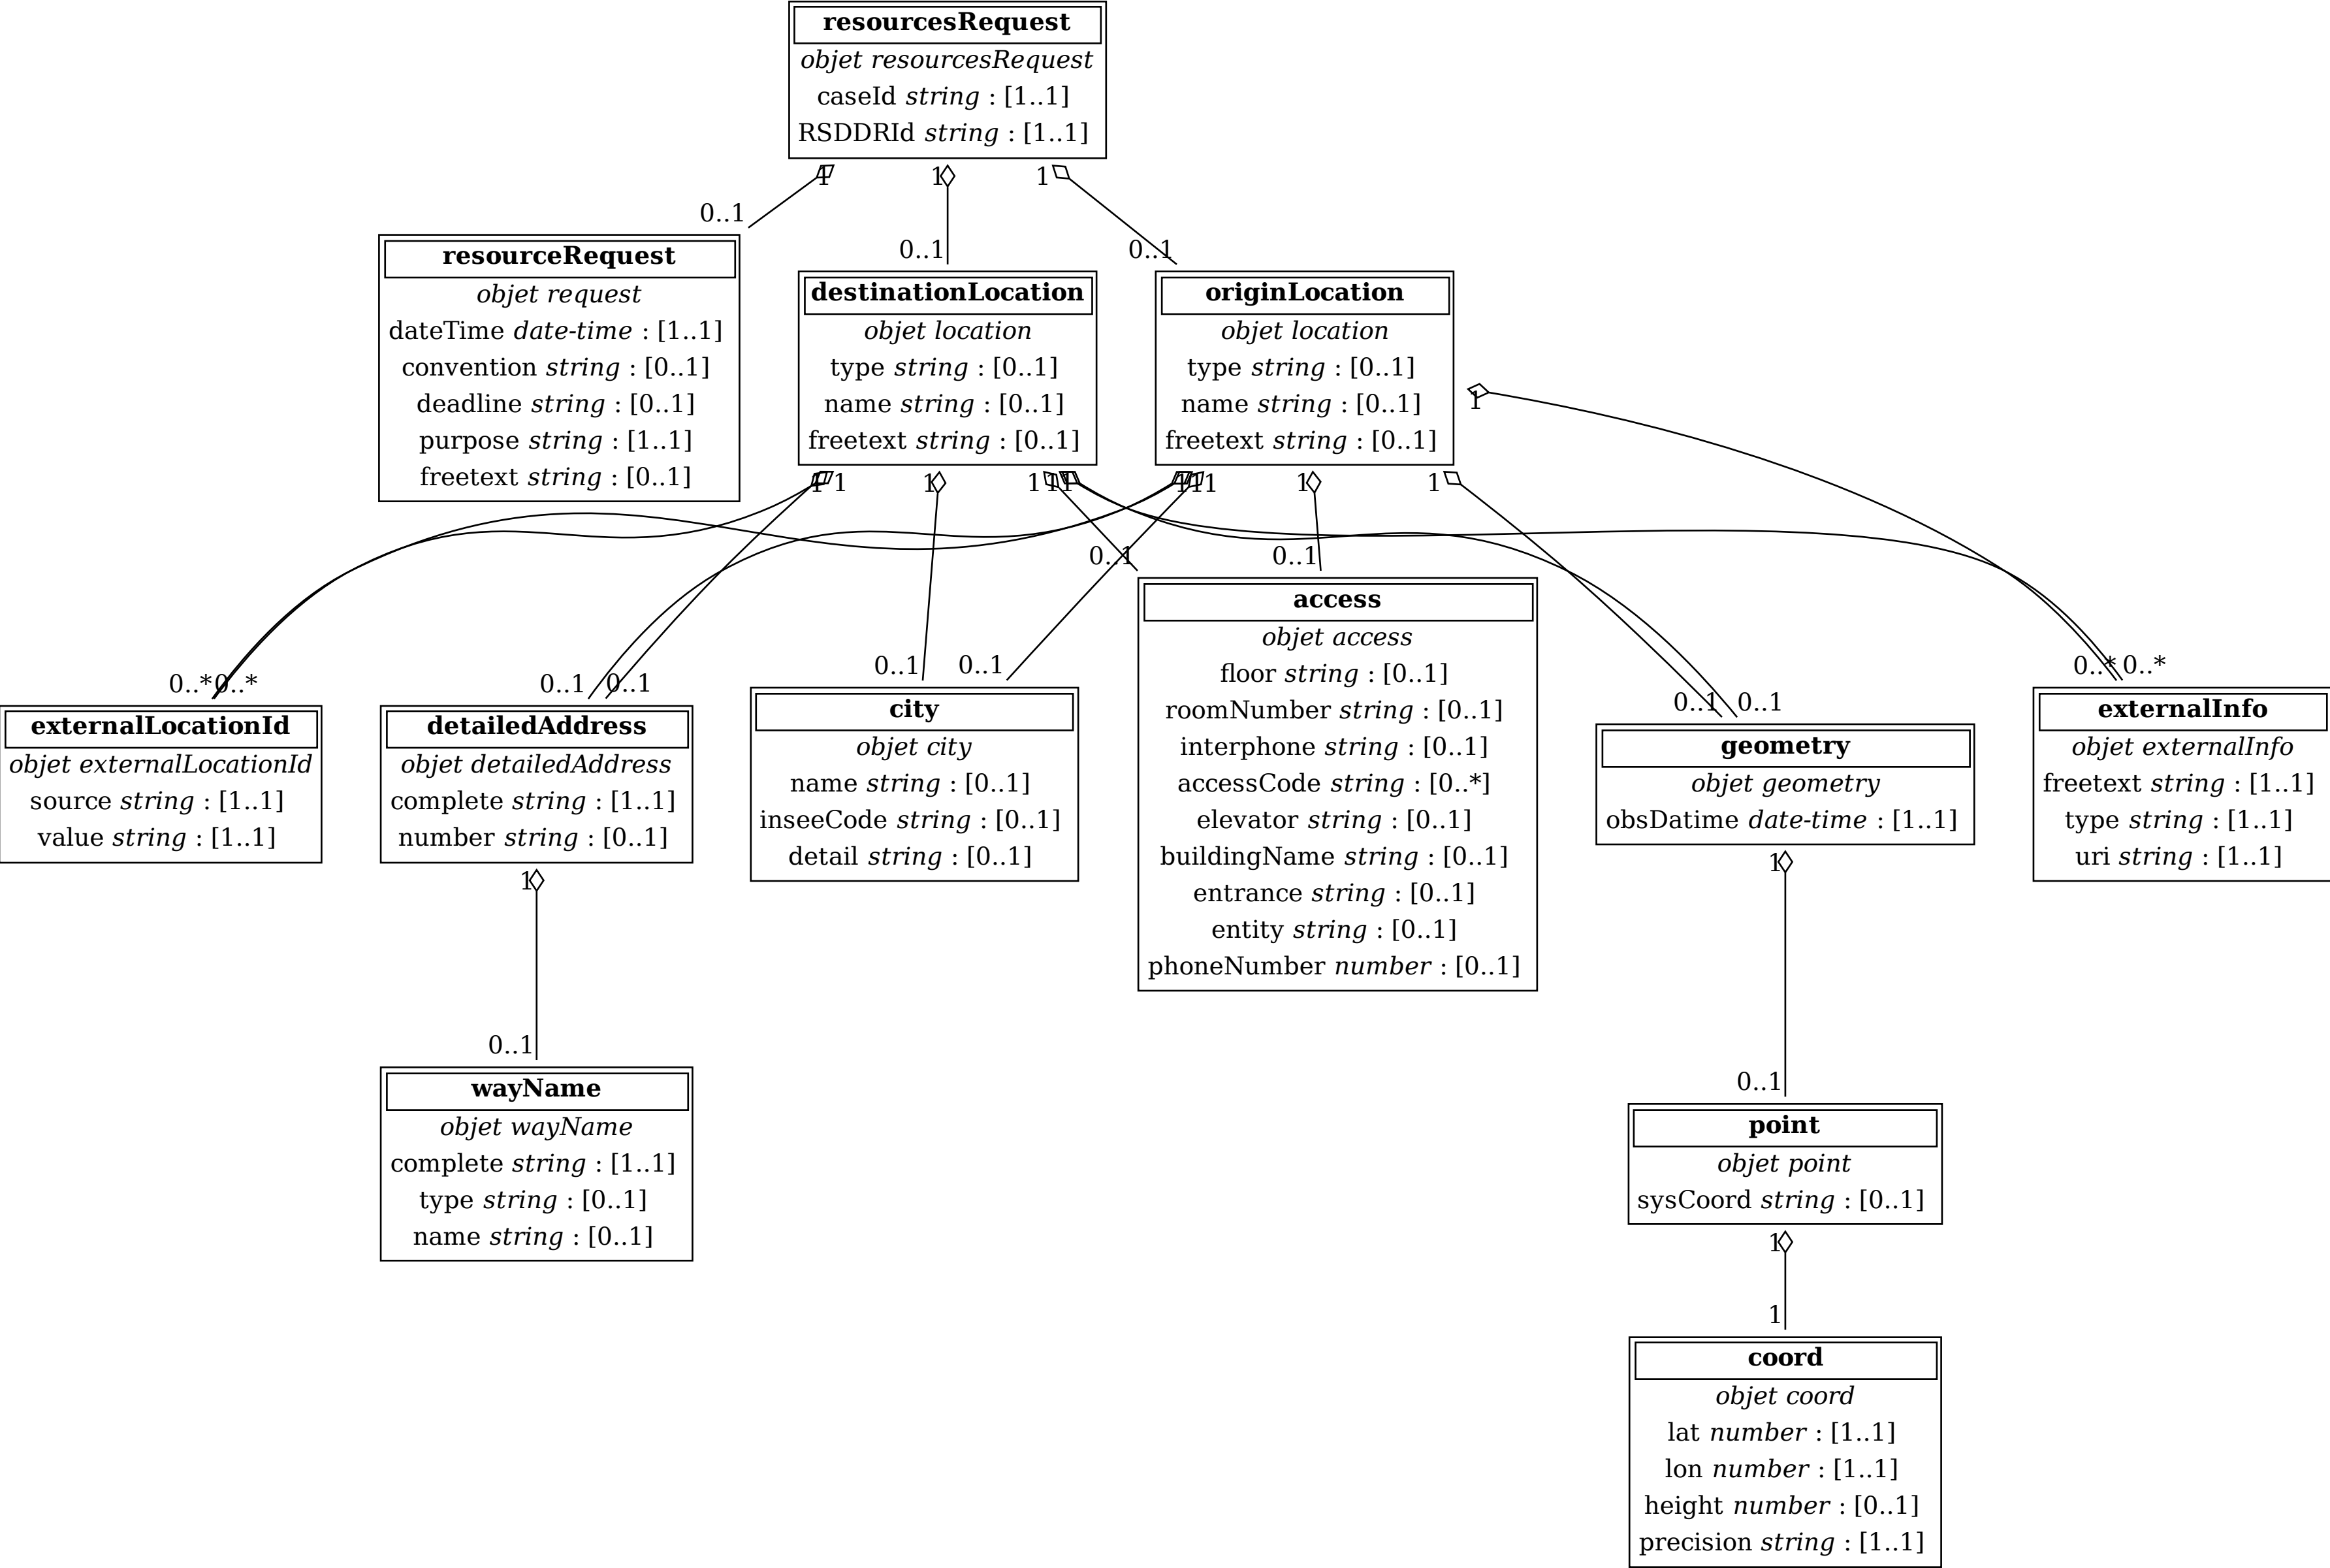 resourcesRequest
objet resourcesRequest
caseId string : [1..1]
RSDDRId string : [1..1]
1
1
1
0..1
0..1
0..1
resourceRequest
objet request
dateTime date-time : [1..1]
convention string : [0..1]
deadline string : [0..1]
purpose string : [1..1]
freetext string : [0..1]
destinationLocation
objet location
type string : [0..1]
name string : [0..1]
freetext string : [0..1]
originLocation
objet location
type string : [0..1]
name string : [0..1]
freetext string : [0..1]
1
1
1
1
1
1
1
1
1
1
1
1
0..1
0..1
0..*
0..*
0..1
0..1
0..1
0..1
0..1
0..1
0..*
0..*
externalLocationId
objet externalLocationId
source string : [1..1]
value string : [1..1]
detailedAddress
objet detailedAddress
complete string : [1..1]
number string : [0..1]
city
objet city
name string : [0..1]
inseeCode string : [0..1]
detail string : [0..1]
access
objet access
floor string : [0..1]
roomNumber string : [0..1]
interphone string : [0..1]
accessCode string : [0..*]
elevator string : [0..1]
buildingName string : [0..1]
entrance string : [0..1]
entity string : [0..1]
phoneNumber number : [0..1]
geometry
objet geometry
obsDatime date-time : [1..1]
externalInfo
objet externalInfo
freetext string : [1..1]
type string : [1..1]
uri string : [1..1]
1
0..1
wayName
objet wayName
complete string : [1..1]
type string : [0..1]
name string : [0..1]
1
0..1
point
objet point
sysCoord string : [0..1]
1
1
coord
objet coord
lat number : [1..1]
lon number : [1..1]
height number : [0..1]
precision string : [1..1]